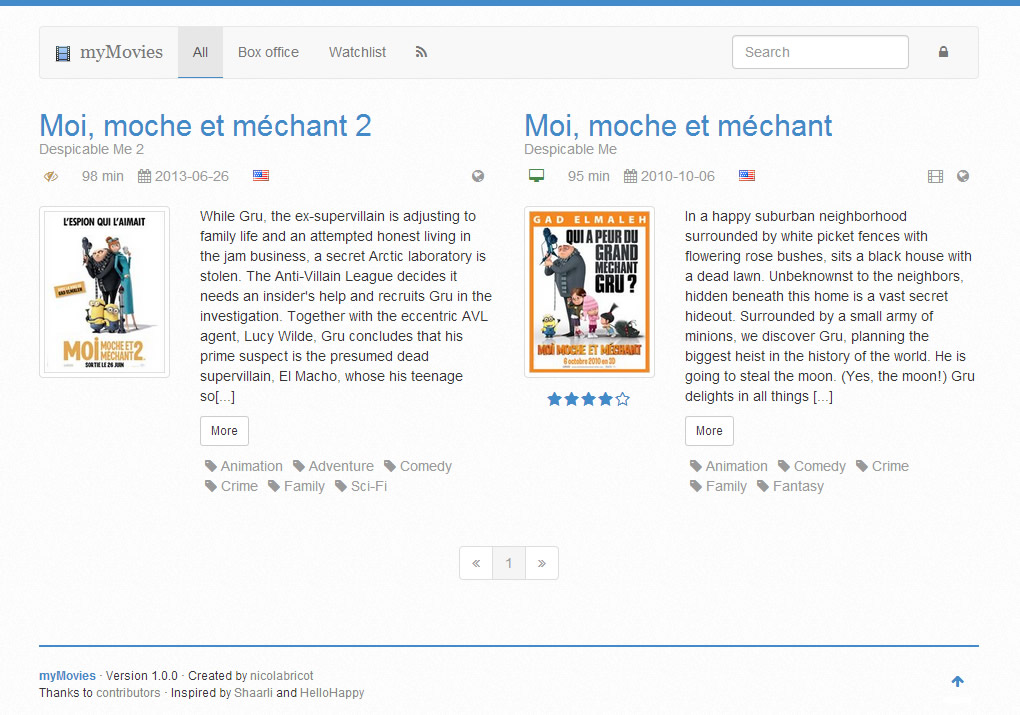 myMovies All Box office Watchlist Search
Moi, moche et méchant 2
Despicable Me 2
98 min 2013-06-26
L'ESPION QUI L'AIMAIT
GAD ELMALEH
MOI MOCHE ET
MÉCHANT 2
SORTIE LE 26 JUIN
While Gru, the ex-supervillain is adjusting to
family life and an attempted honest living in
the jam business, a secret Arctic laboratory is
stolen. The Anti-Villain League decides it
needs an insider's help and recruits Gru in the
investigation. Together with the eccentric AVL
agent, Lucy Wilde, Gru concludes that his
prime suspect is the presumed dead
supervillain, El Macho, whose his teenage
so[...]
More
Animation Adventure Comedy
Crime Family Sci-Fi
Moi, moche et méchant
Despicable Me
95 min 2010-10-06
GAD ELMALEH
QUI A PEUR DU
GRAND
MÉCHANT
GRU ?
MOI MOCHE ET MÉCHANT
6 octobre 2010 en 3D
In a happy suburban neighborhood
surrounded by white picket fences with
flowering rose bushes, sits a black house with
a dead lawn. Unbeknownst to the neighbors,
hidden beneath this home is a vast secret
hideout. Surrounded by a small army of
minions, we discover Gru, planning the
biggest heist in the history of the world. He is
going to steal the moon. (Yes, the moon!) Gru
delights in all things [...]
More
Animation Comedy Crime
Family Fantasy
« 1 »
myMovies · Version 1.0.0 · Created by nicolabricot
Thanks to contributors · Inspired by Shaarli and HelloHappy